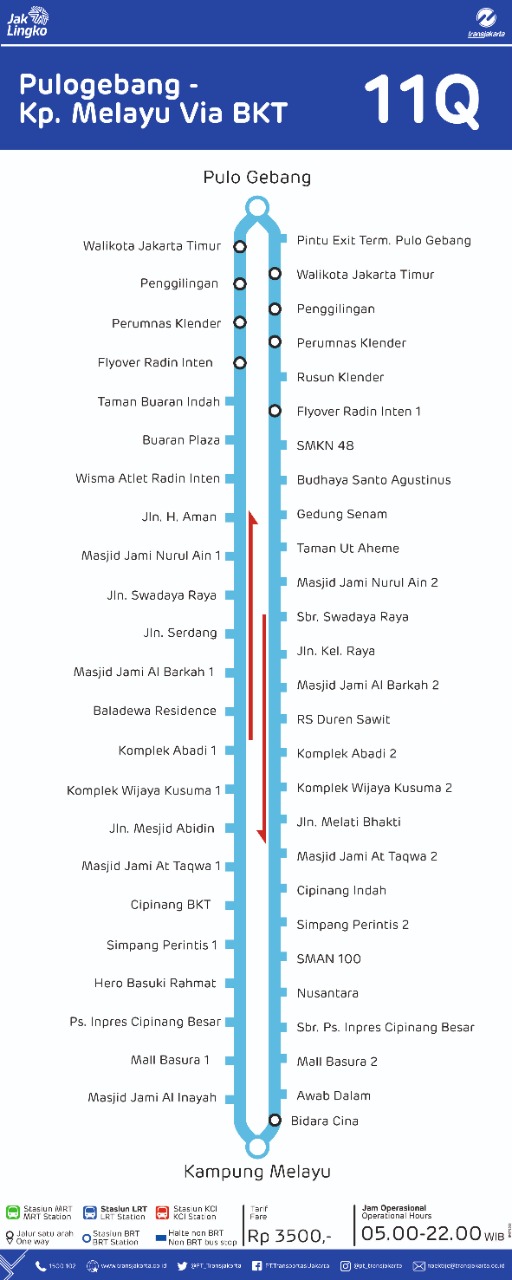 Jak
Lingko
transjakarta
Pulogebang -
Kp. Melayu Via BKT
11Q
Pulo Gebang
Walikota Jakarta Timur
Penggilingan
Perumnas Klender
Flyover Radin Inten
Taman Buaran Indah
Buaran Plaza
Wisma Atlet Radin Inten
Jln. H. Aman
Masjid Jami Nurul Ain 1
Jln. Swadaya Raya
Jln. Serdang
Masjid Jami Al Barkah 1
Baladewa Residence
Komplek Abadi 1
Komplek Wijaya Kusuma 1
Jln. Mesjid Abidin
Masjid Jami At Taqwa 1
Cipinang BKT
Simpang Perintis 1
Hero Basuki Rahmat
Ps. Inpres Cipinang Besar
Mall Basura 1
Masjid Jami Al Inayah
Pintu Exit Term. Pulo Gebang
Walikota Jakarta Timur
Penggilingan
Perumnas Klender
Rusun Klender
Flyover Radin Inten 1
SMKN 48
Budhaya Santo Agustinus
Gedung Senam
Taman Ut Aheme
Masjid Jami Nurul Ain 2
Sbr. Swadaya Raya
Jln. Kel. Raya
Masjid Jami Al Barkah 2
RS Duren Sawit
Komplek Abadi 2
Komplek Wijaya Kusuma 2
Jln. Melati Bhakti
Masjid Jami At Taqwa 2
Cipinang Indah
Simpang Perintis 2
SMAN 100
Nusantara
Sbr. Ps. Inpres Cipinang Besar
Mall Basura 2
Awab Dalam
Bidara Cina
Kampung Melayu
Stasiun MRT
MRT Station
Stasiun LRT
LRT Station
Stasiun KCI
KCI Station
Jalur satu arah
One way
Stasiun BRT
BRT Station
Halte non BRT
Non BRT bus stop
Tarif
Fare
Rp 3500,-
Jam Operasional
Operational Hours
05.00-22.00 WIB
1500 102
www.transjakarta.co.id
@PT_Transjakarta
PT.Transportasi Jakarta
@pt_transjakarta